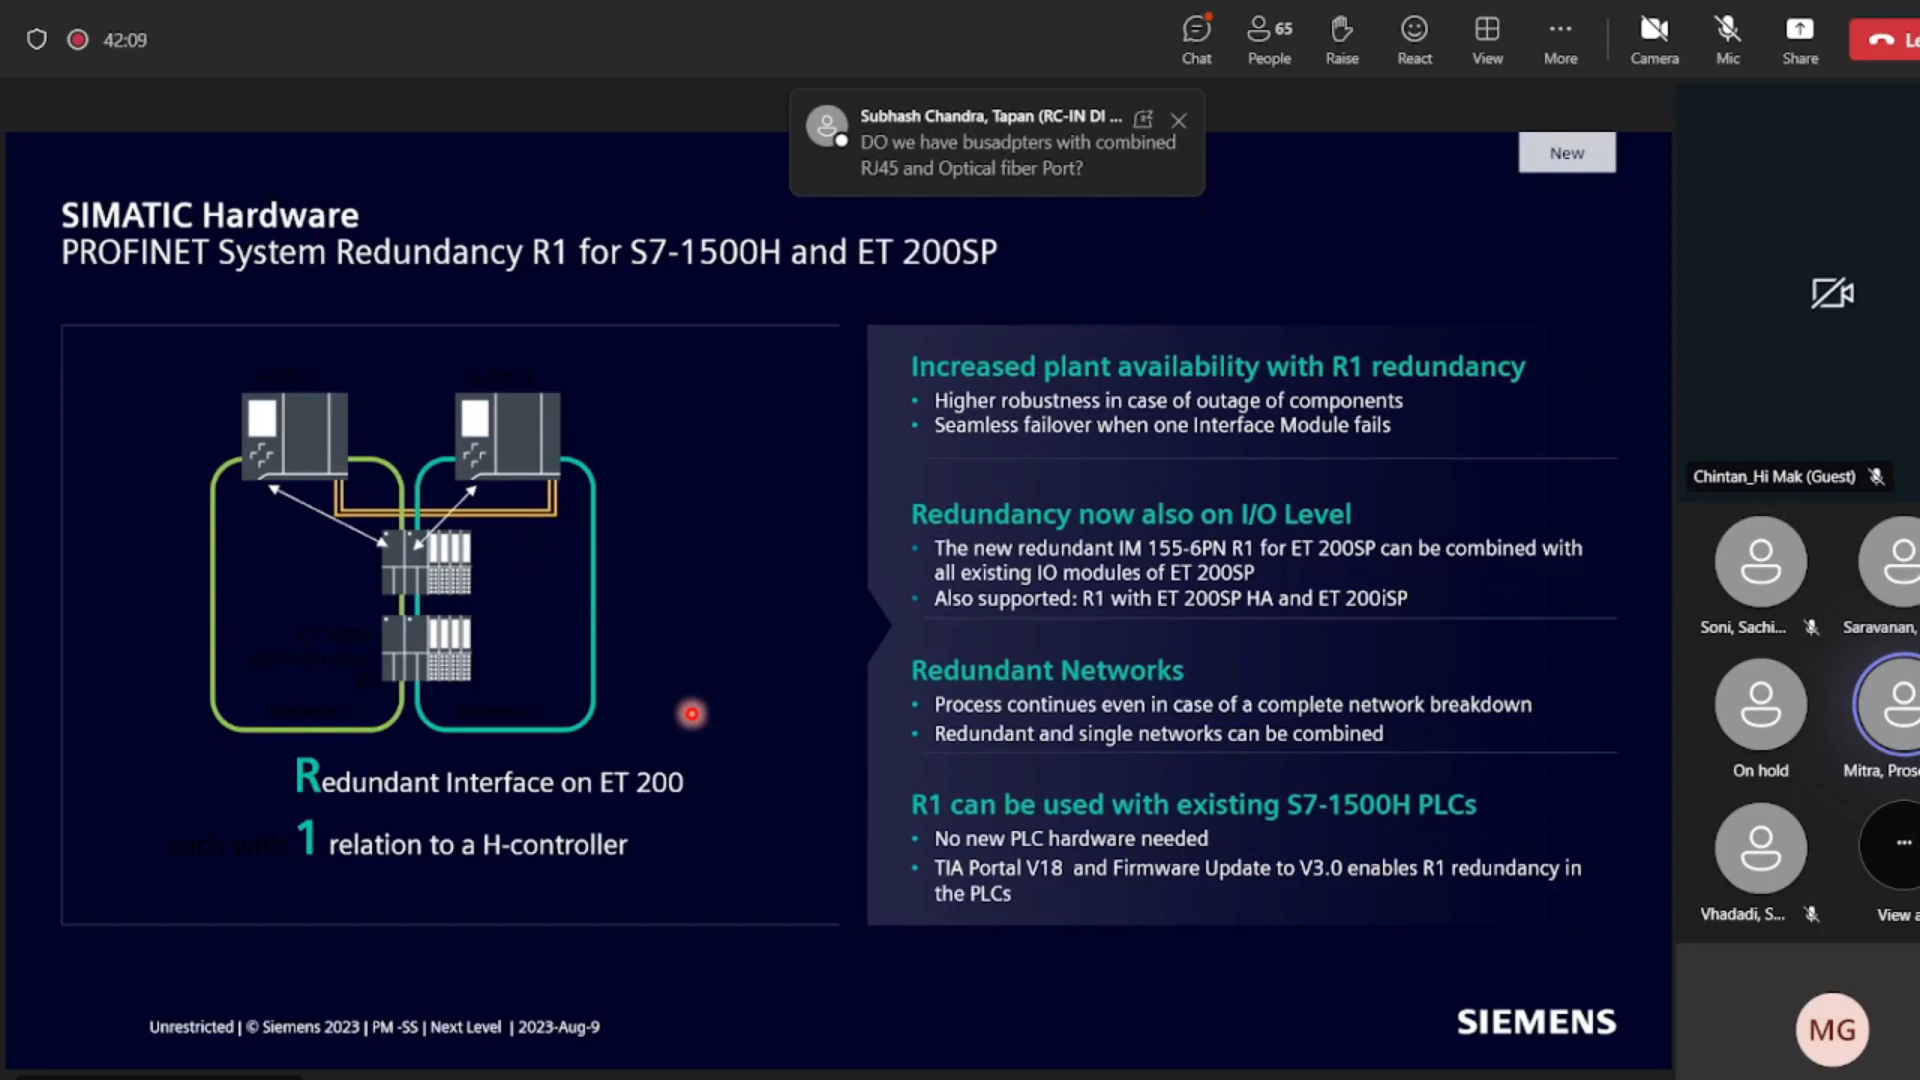 42:09
Chat
People
65
Raise
React
View
More
Camera
Mic
Share
Subhash Chandra, Tapan (RC-IN DI ...
DO we have busadpters with combined
RJ45 and Optical fiber Port?
New
SIMATIC Hardware
PROFINET System Redundancy R1 for S7-1500H and ET 200SP
Redundant Interface on ET 200
each with 1 relation to a H-controller
Increased plant availability with R1 redundancy
• Higher robustness in case of outage of components
• Seamless failover when one Interface Module fails
Redundancy now also on I/O Level
• The new redundant IM 155-6PN R1 for ET 200SP can be combined with
all existing IO modules of ET 200SP
• Also supported: R1 with ET 200SP HA and ET 200iSP
Redundant Networks
• Process continues even in case of a complete network breakdown
• Redundant and single networks can be combined
R1 can be used with existing S7-1500H PLCs
• No new PLC hardware needed
• TIA Portal V18 and Firmware Update to V3.0 enables R1 redundancy in
the PLCs
Unrestricted | © Siemens 2023 | PM -SS | Next Level | 2023-Aug-9
SIEMENS
Chintan_Hi Mak (Guest)
Soni, Sachi...
Saravanan,
On hold
Mitra, Pros
Vhadadi, S...
View a
MG